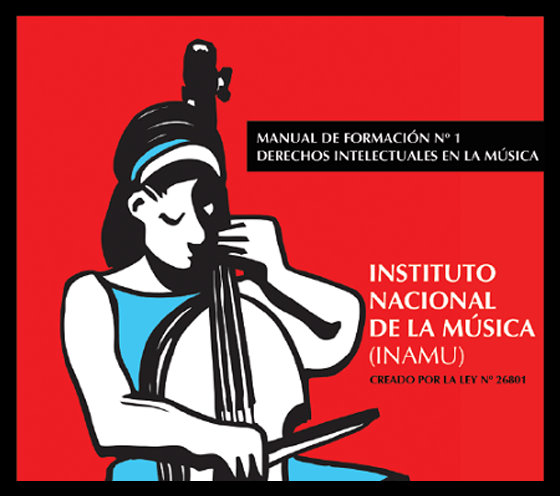 MANUAL DE FORMACIÓN Nº 1
DERECHOS INTELECTUALES EN LA MÚSICA
INSTITUTO
NACIONAL
DE LA MÚSICA
(INAMU)
CREADO POR LA LEY Nº 26801